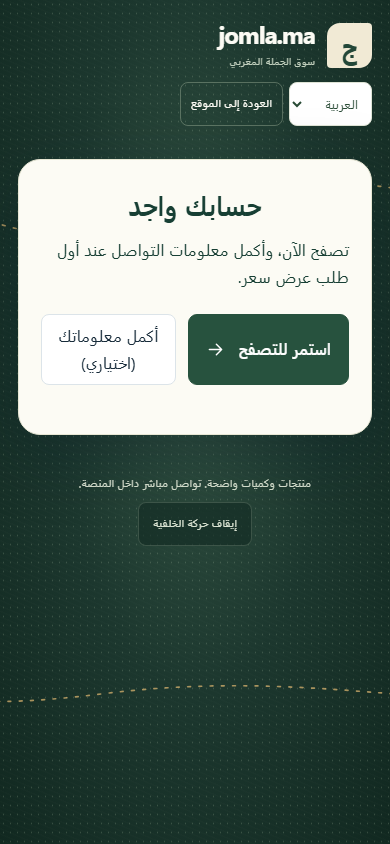 ج
jomla.ma
سوق الجملة المغربي
العربية
العودة إلى الموقع
حسابك واجد
تصفح الآن، وأكمل معلومات التواصل عند أول
طلب عرض سعر.
استمر للتصفح →
أكمل معلوماتك
(اختياري)
منتجات وكميات واضحة. تواصل مباشر داخل المنصة.
إيقاف حركة الخلفية